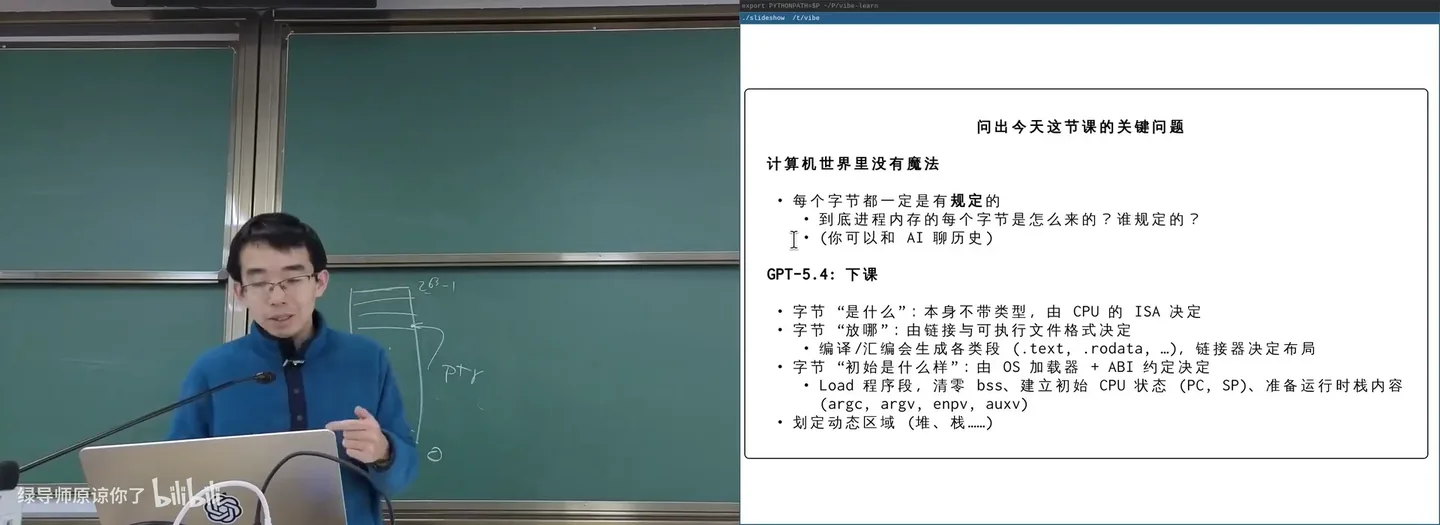 export PYTHONPATH=$P ~/P/vibe-learn
./slideshow /t/vibe
问出今天这节课的关键问题
计算机世界里没有魔法
• 每个字节都一定是有规定的
• 到底进程内存的每个字节是怎么来的？谁规定的？
• (你可以和 AI 聊历史)
GPT-5.4: 下课
• 字节 “是什么”: 本身不带类型, 由 CPU 的 ISA 决定
• 字节 “放哪”: 由链接与可执行文件格式决定
• 编译/汇编会生成各类段 (.text, .rodata, …), 链接器决定布局
• 字节 “初始是什么样”: 由 OS 加载器 + ABI 约定决定
• Load 程序段, 清零 bss、建立初始 CPU 状态 (PC, SP)、准备运行时栈内容
(argc, argv, enpv, auxv)
• 划定动态区域 (堆、栈……)
2⁶³-1
ptr
0
绿导师原谅你了 bilibili